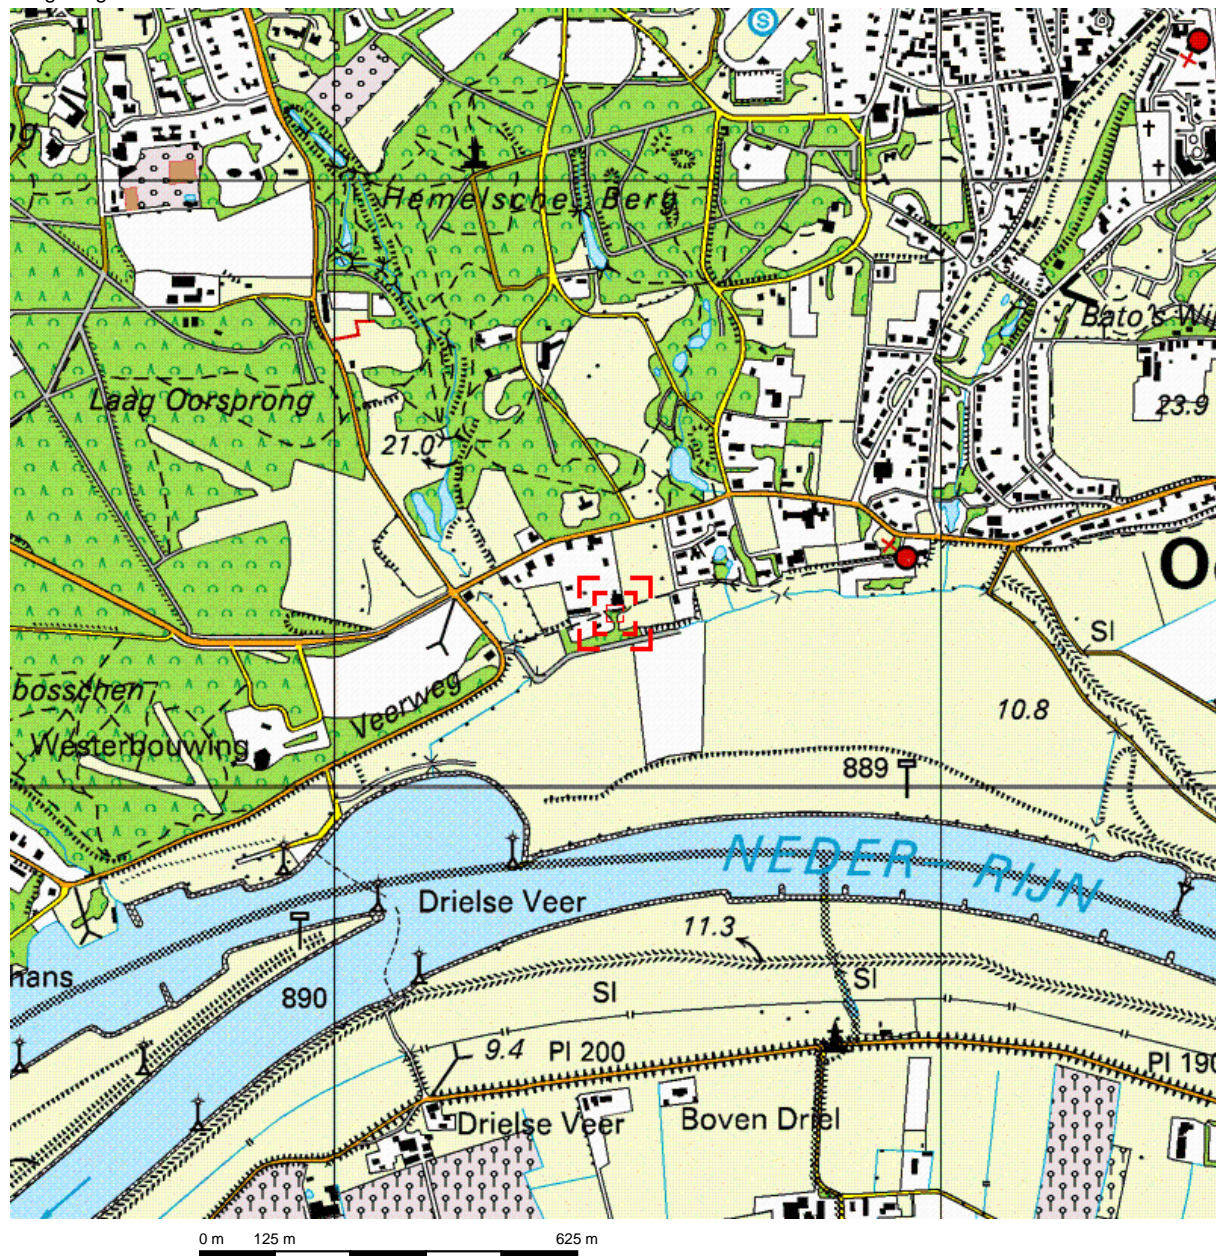 S
Hemelsche Berg
Bato's Wij
Laag Oorsprong
23.9
21.0
O
Sl
bosschen
Veerweg
10.8
Westerbouwing
889
NEDER-RIJN
Drielse Veer
11.3
hans
Sl
Sl
890
9.4
Pl 200
Pl 190
Drielse Veer
Boven Driel
0 m 125 m 625 m